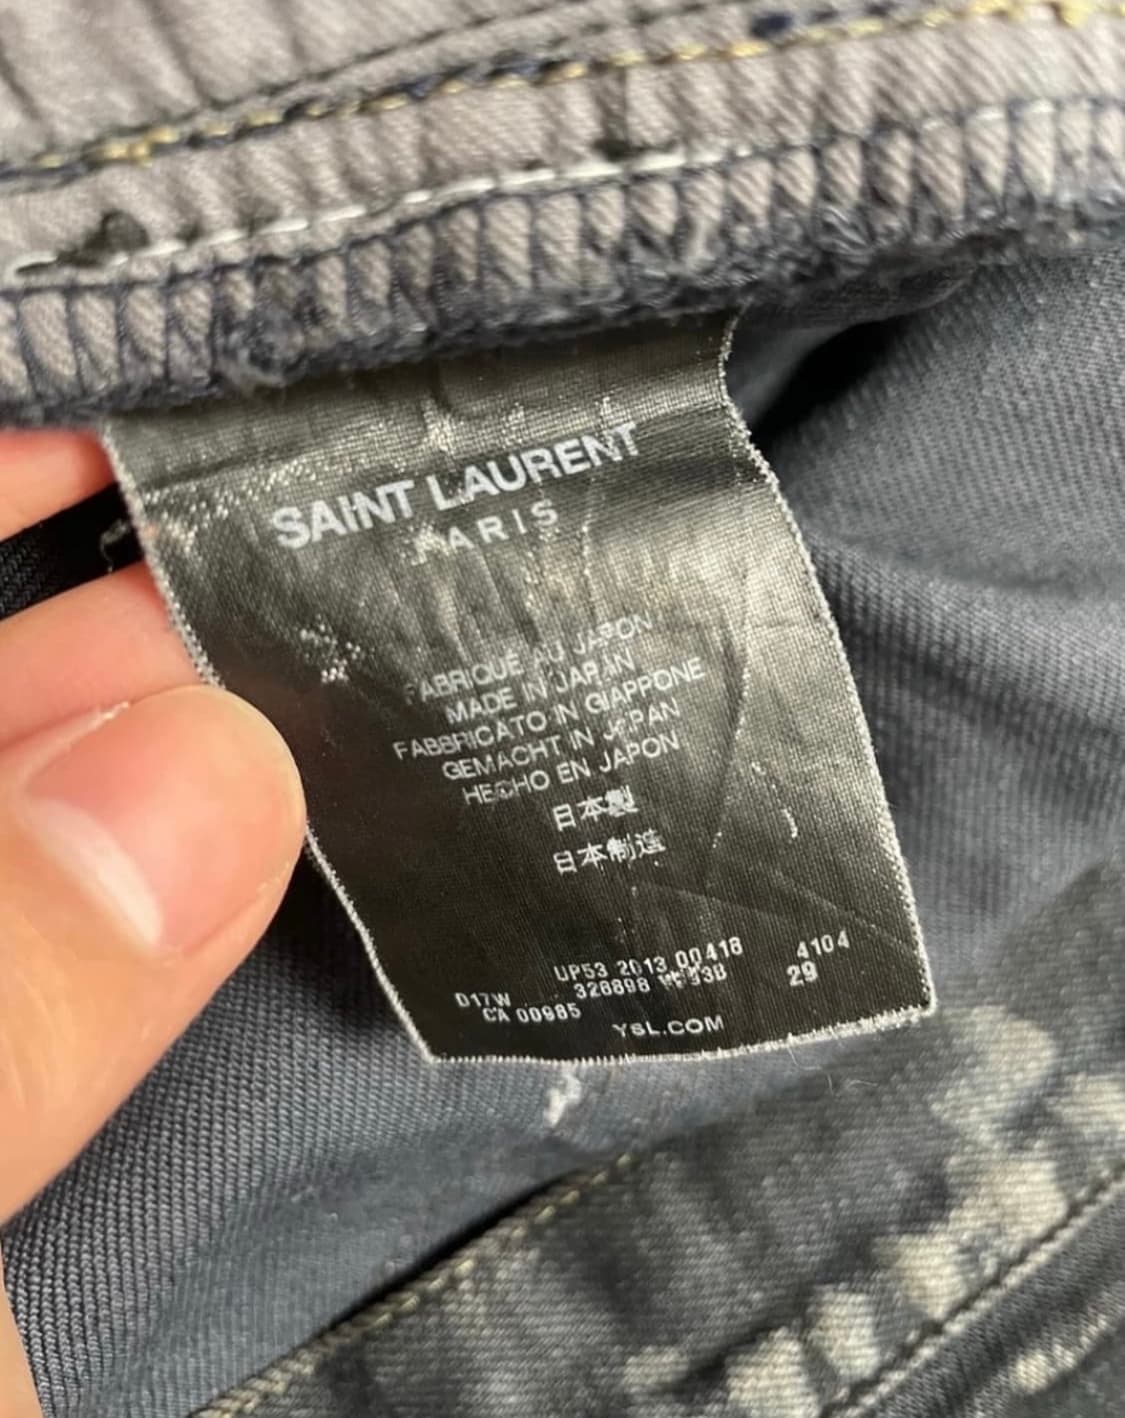 SAINT LAURENT
PARIS
FABRIQUÉ AU JAPON
MADE IN JAPAN
FABBRICATO IN GIAPPONE
GEMACHT IN JAPAN
HECHO EN JAPON
日本製
日本制造
UP53 2013 00418 4104
D17W 326898 29
CA 00985
YSL.COM